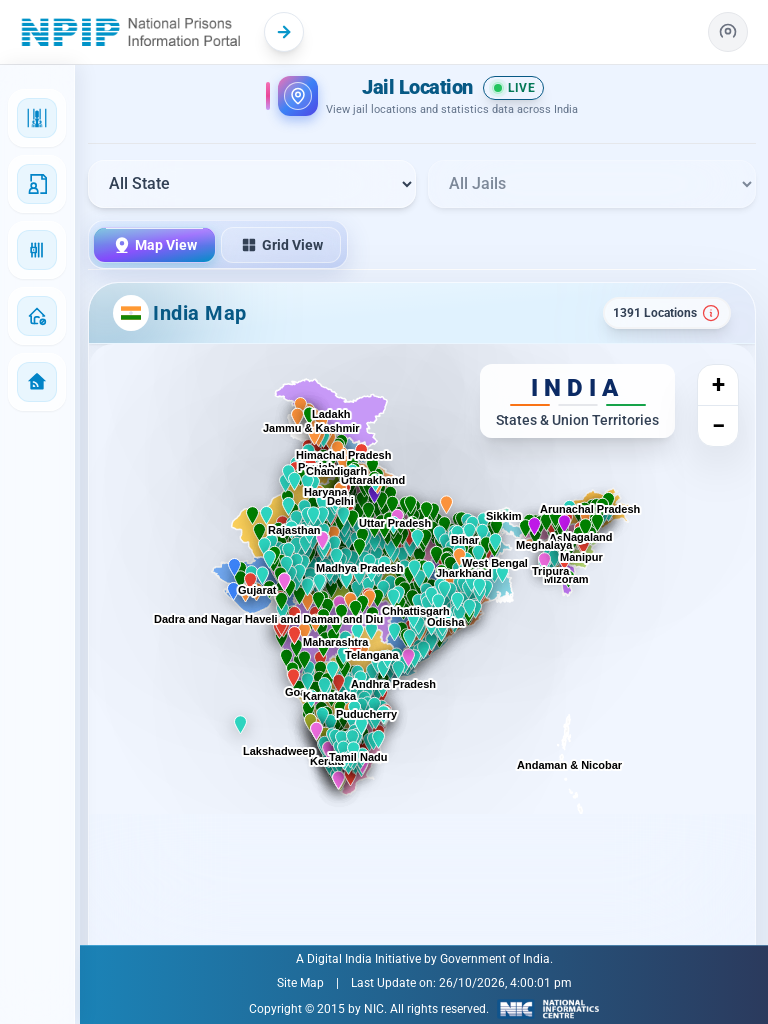 NPIP National Prisons
Information Portal
Jail Location
LIVE
View jail locations and statistics data across India
All State
All Jails
Map View
Grid View
India Map
1391 Locations
INDIA
States & Union Territories
+
−
Ladakh
Jammu & Kashmir
Himachal Pradesh
Chandigarh
Uttarakhand
Haryana
Delhi
Arunachal Pradesh
Sikkim
Uttar Pradesh
Rajasthan
Nagaland
Bihar
Meghalaya
Manipur
West Bengal
Madhya Pradesh
Jharkhand
Tripura
Mizoram
Gujarat
Chhattisgarh
Dadra and Nagar Haveli and Daman and Diu
Odisha
Maharashtra
Telangana
Andhra Pradesh
Karnataka
Puducherry
Lakshadweep
Tamil Nadu
Andaman & Nicobar
A Digital India Initiative by Government of India.
Site Map | Last Update on: 26/10/2026, 4:00:01 pm
Copyright © 2015 by NIC. All rights reserved. NIC NATIONAL
INFORMATICS
CENTRE